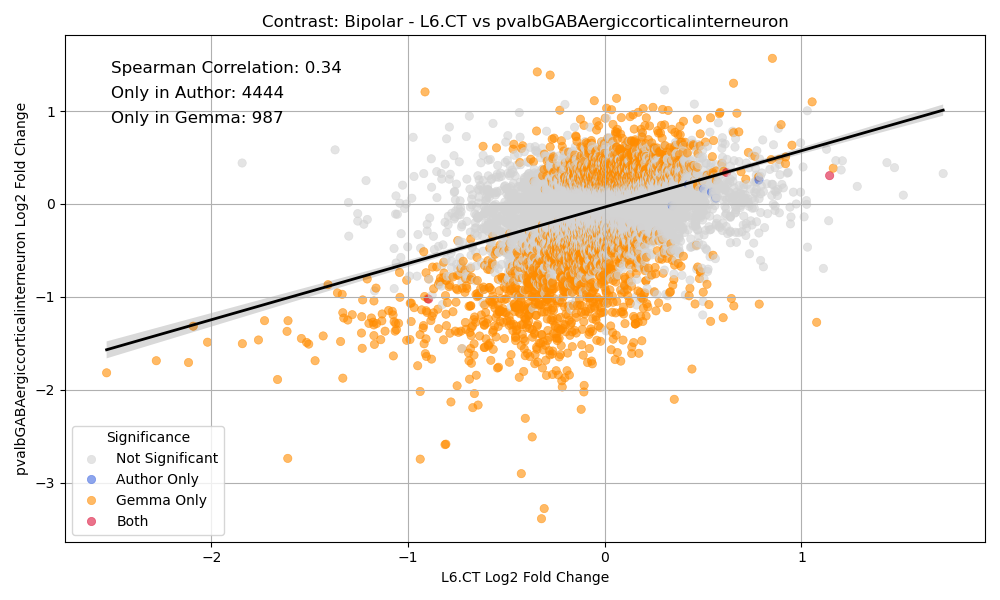 Contrast: Bipolar - L6.CT vs pvalbGABAergiccorticalinterneuron
Spearman Correlation: 0.34
Only in Author: 4444
Only in Gemma: 987
pvalbGABAergiccorticalinterneuron Log2 Fold Change
1
0
−1
−2
−3
Significance
Not Significant
Author Only
Gemma Only
Both
−2
−1
0
1
L6.CT Log2 Fold Change